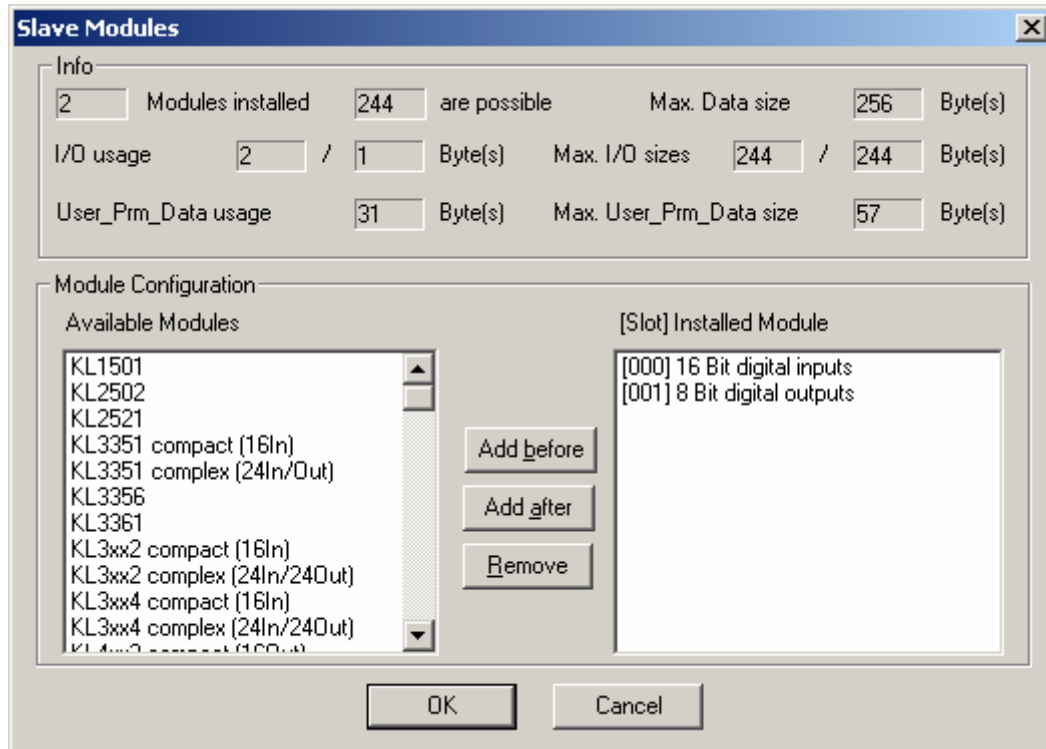 Slave Modules
Info
2 Modules installed 244 are possible Max. Data size 256 Byte(s)
I/O usage 2 / 1 Byte(s) Max. I/O sizes 244 / 244 Byte(s)
User_Prm_Data usage 31 Byte(s) Max. User_Prm_Data size 57 Byte(s)
Module Configuration
Available Modules
KL1501
KL2502
KL2521
KL3351 compact (16In)
KL3351 complex (24In/Out)
KL3356
KL3361
KL3xx2 compact (16In)
KL3xx2 complex (24In/24Out)
KL3xx4 compact (16In)
KL3xx4 complex (24In/24Out)
Add before
Add after
Remove
[Slot] Installed Module
[000] 16 Bit digital inputs
[001] 8 Bit digital outputs
OK Cancel